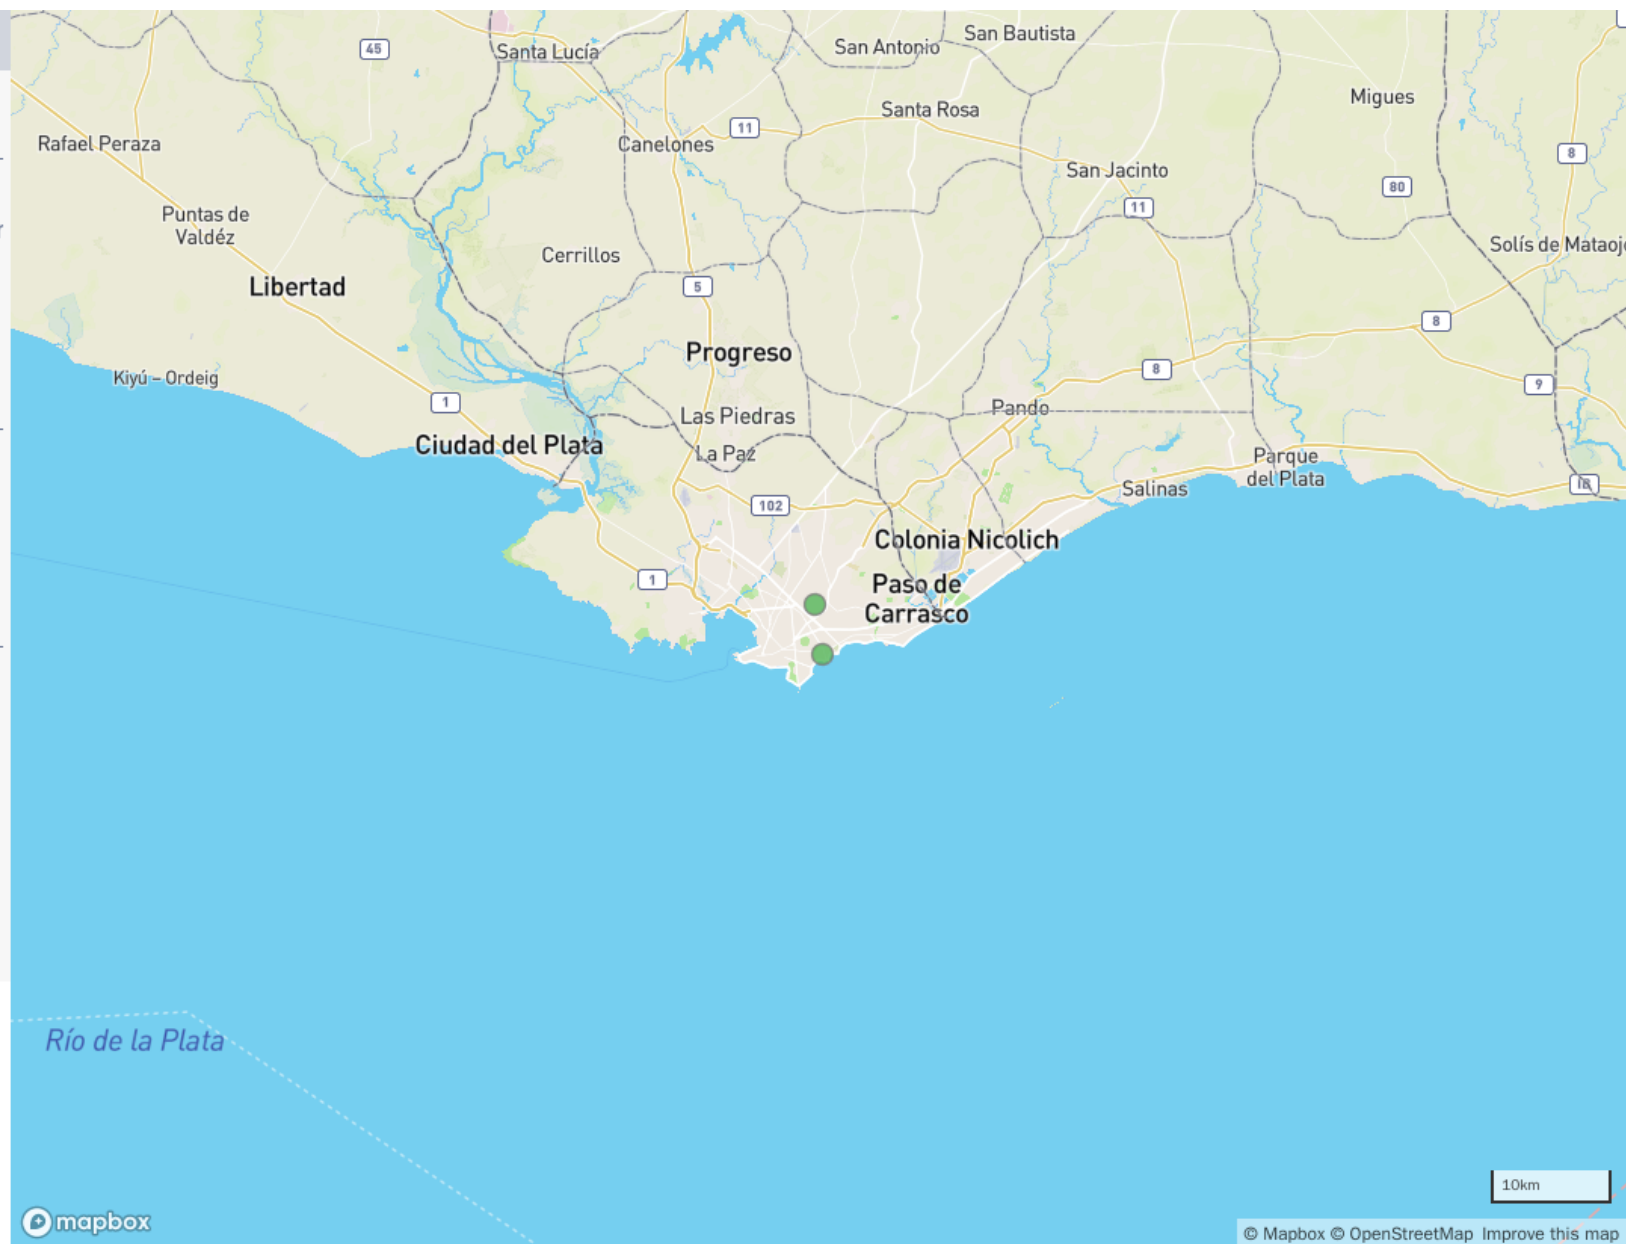 San Bautista
45
San Antonio
Santa Lucía
Migues
Santa Rosa
11
Rafael Peraza
Canelones
8
San Jacinto
80
11
Puntas de
Valdéz
Solís de Mataojo
Cerrillos
Libertad
5
8
Progreso
8
Kiyú – Ordeig
9
1
Pando
Las Piedras
Ciudad del Plata
La Paz
Parque
del Plata
IB
Salinas
102
Colonia Nicolich
1
Paso de
Carrasco
Río de la Plata
10km
mapbox
© Mapbox © OpenStreetMap Improve this map